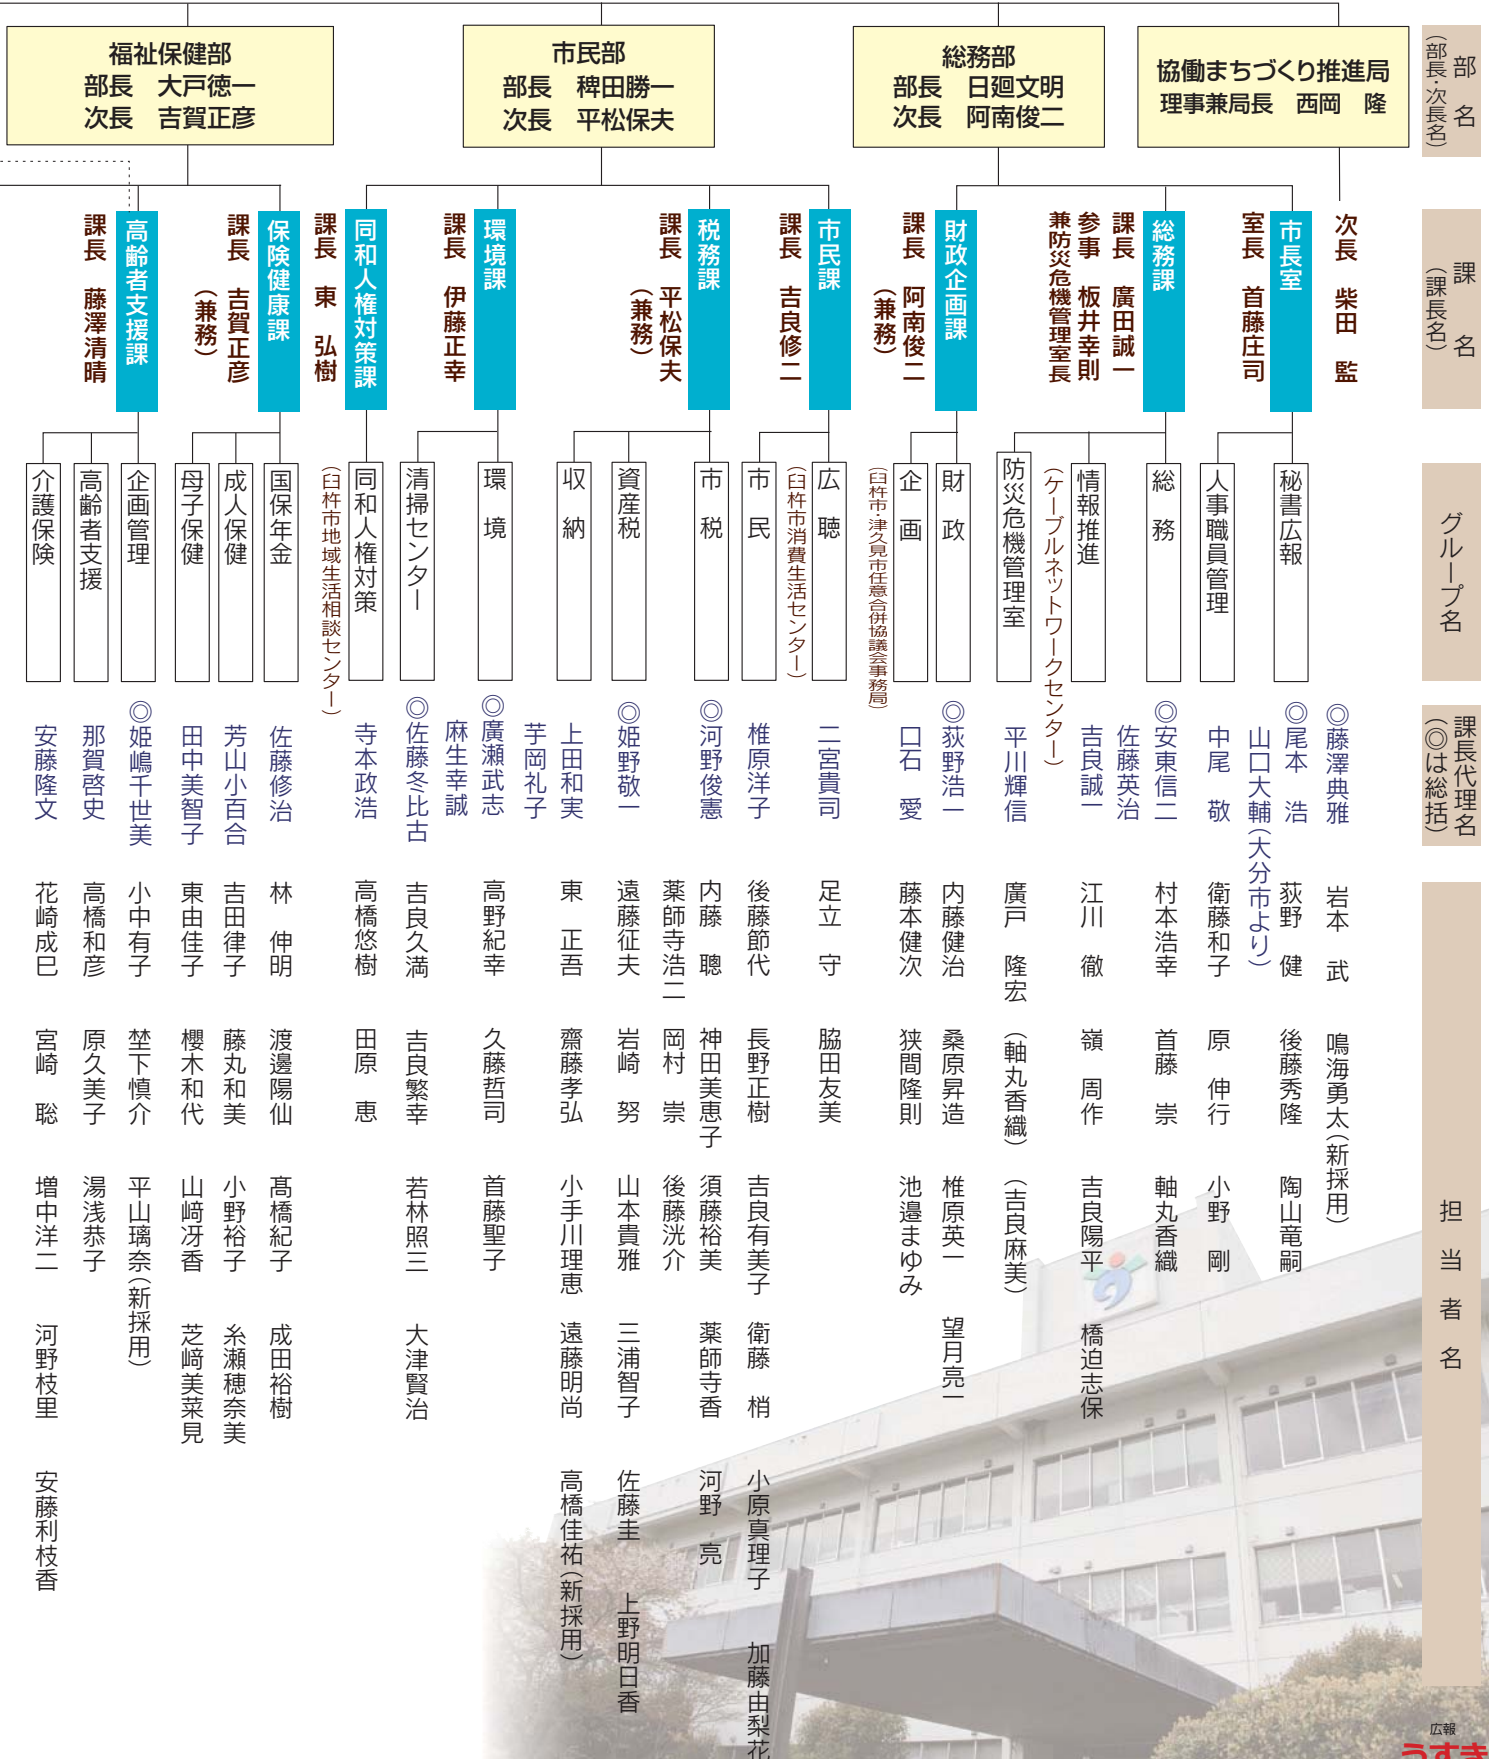 部名
（部長・次長名）
協働まちづくり推進局
理事兼局長　西岡　隆
総務部
部長　日廻文明
次長　阿南俊二
市民部
部長　稗田勝一
次長　平松保夫
福祉保健部
部長　大戸徳一
次長　吉賀正彦
課名
（課長名）
次長　柴田　監
市長室
室長　首藤庄司
総務課
課長　廣田誠一
参事　板井幸則
兼防災危機管理室長
財政企画課
課長　阿南俊二
（兼務）
市民課
課長　吉良修二
税務課
課長　平松保夫
（兼務）
環境課
課長　伊藤正幸
同和人権対策課
課長　東　弘樹
保険健康課
課長　吉賀正彦
（兼務）
高齢者支援課
課長　藤澤清晴
グループ名
秘書広報
人事職員管理
総務
情報推進
（ケーブルネットワークセンター）
防災危機管理室
財政
企画
（臼杵市・津久見市任意合併協議会事務局）
広聴
（臼杵市消費生活センター）
市民
市税
資産税
収納
環境
清掃センター
同和人権対策
（臼杵市地域生活相談センター）
国保年金
成人保健
母子保健
企画管理
高齢者支援
介護保険
課長代理名
（◎は総括）
◎藤澤典雅
◎尾本　浩
山口大輔（大分市より）
中尾　敬
◎安東信二
佐藤英治
吉良誠一
平川輝信
◎荻野浩一
口石　愛
二宮貴司
椎原洋子
◎河野俊憲
◎姫野敬一
上田和実
芋岡礼子
◎廣瀬武志
麻生幸誠
◎佐藤冬比古
寺本政浩
佐藤修治
芳山小百合
田中美智子
◎姫嶋千世美
那賀啓史
安藤隆文
担当者名
岩本　武　鳴海勇太（新採用）
荻野　健　後藤秀隆　陶山竜嗣
衛藤和子　原　伸行　小野　剛
村本浩幸　首藤　崇　軸丸香織
江川　徹　嶺　周作　吉良陽平　橋迫志保
廣戸　隆宏　（軸丸香織）　（吉良麻美）
内藤健治　桑原昇造　椎原英一　望月亮一
藤本健次　狭間隆則　池邉まゆみ
足立　守　脇田友美
後藤節代　長野正樹　吉良有美子　衛藤　梢　小原真理子　加藤由梨花
内藤　聰　神田美恵子　須藤裕美　薬師寺香　河野　亮
薬師寺浩二　岡村　崇　後藤洸介
遠藤征夫　岩崎　努　山本貴雅　三浦智子　佐藤圭　上野明日香
東　正吾　齋藤孝弘　小手川理恵　遠藤明尚　高橋佳祐（新採用）
高野紀幸　久藤哲司　首藤聖子
吉良久満　吉良繁幸　若林照三　大津賢治
高橋悠樹　田原　恵
林　伸明　渡邊陽仙　髙橋紀子　成田裕樹
吉田律子　藤丸和美　小野裕子　糸瀬穂奈美
東由佳子　櫻木和代　山﨑冴香　芝﨑美菜見
小中有子　埜下慎介　平山璃奈（新採用）
高橋和彦　原久美子　湯浅恭子
花崎成巳　宮崎　聡　増中洋二　河野枝里　安藤利枝香
広報
うすき